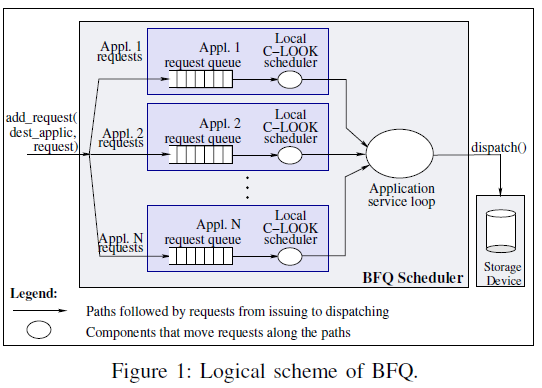 Appl. 1
requests
Appl. 1
request queue
Local
C-LOOK
scheduler
add_request(
dest_applic,
request)
Appl. 2
requests
Appl. 2
request queue
Local
C-LOOK
scheduler
dispatch()
Application
service loop
Appl. N
requests
Appl. N
request queue
Local
C-LOOK
scheduler
BFQ Scheduler
Storage
Device
Legend:
Paths followed by requests from issuing to dispatching
Components that move requests along the paths
Figure 1: Logical scheme of BFQ.